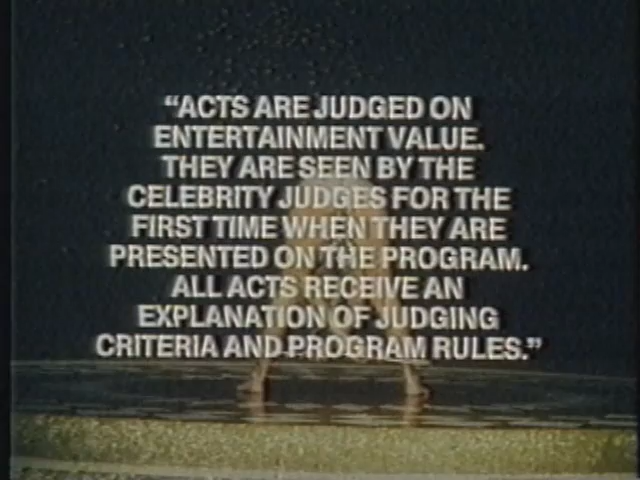 “ACTS ARE JUDGED ON
ENTERTAINMENT VALUE.
THEY ARE SEEN BY THE
CELEBRITY JUDGES FOR THE
FIRST TIME WHEN THEY ARE
PRESENTED ON THE PROGRAM.
ALL ACTS RECEIVE AN
EXPLANATION OF JUDGING
CRITERIA AND PROGRAM RULES.”